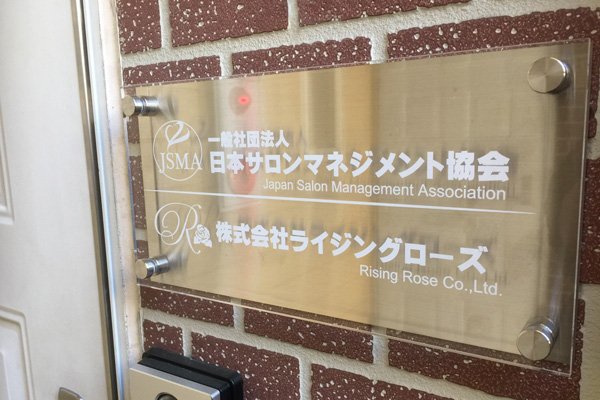 JSMA
一般社団法人
日本サロンマネジメント協会
Japan Salon Management Association
R
株式会社ライジングローズ
Rising Rose Co.,Ltd.